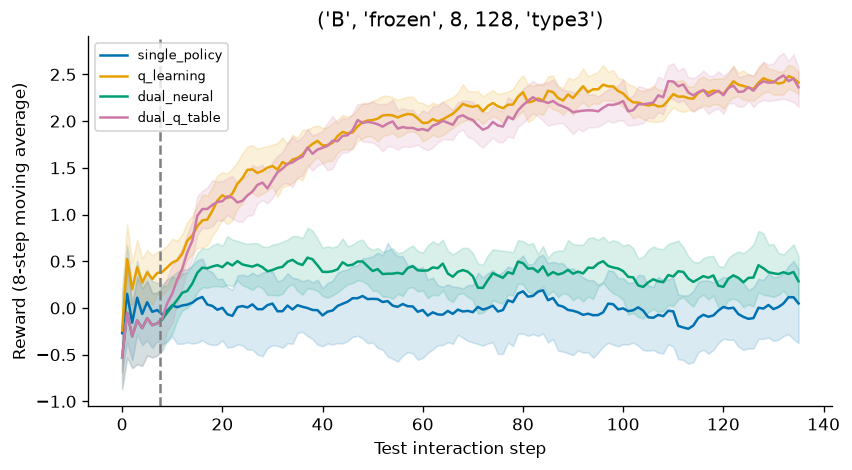 ('B', 'frozen', 8, 128, 'type3')
single_policy
q_learning
dual_neural
dual_q_table
Reward (8-step moving average)
2.5
2.0
1.5
1.0
0.5
0.0
−0.5
−1.0
0 20 40 60 80 100 120 140
Test interaction step